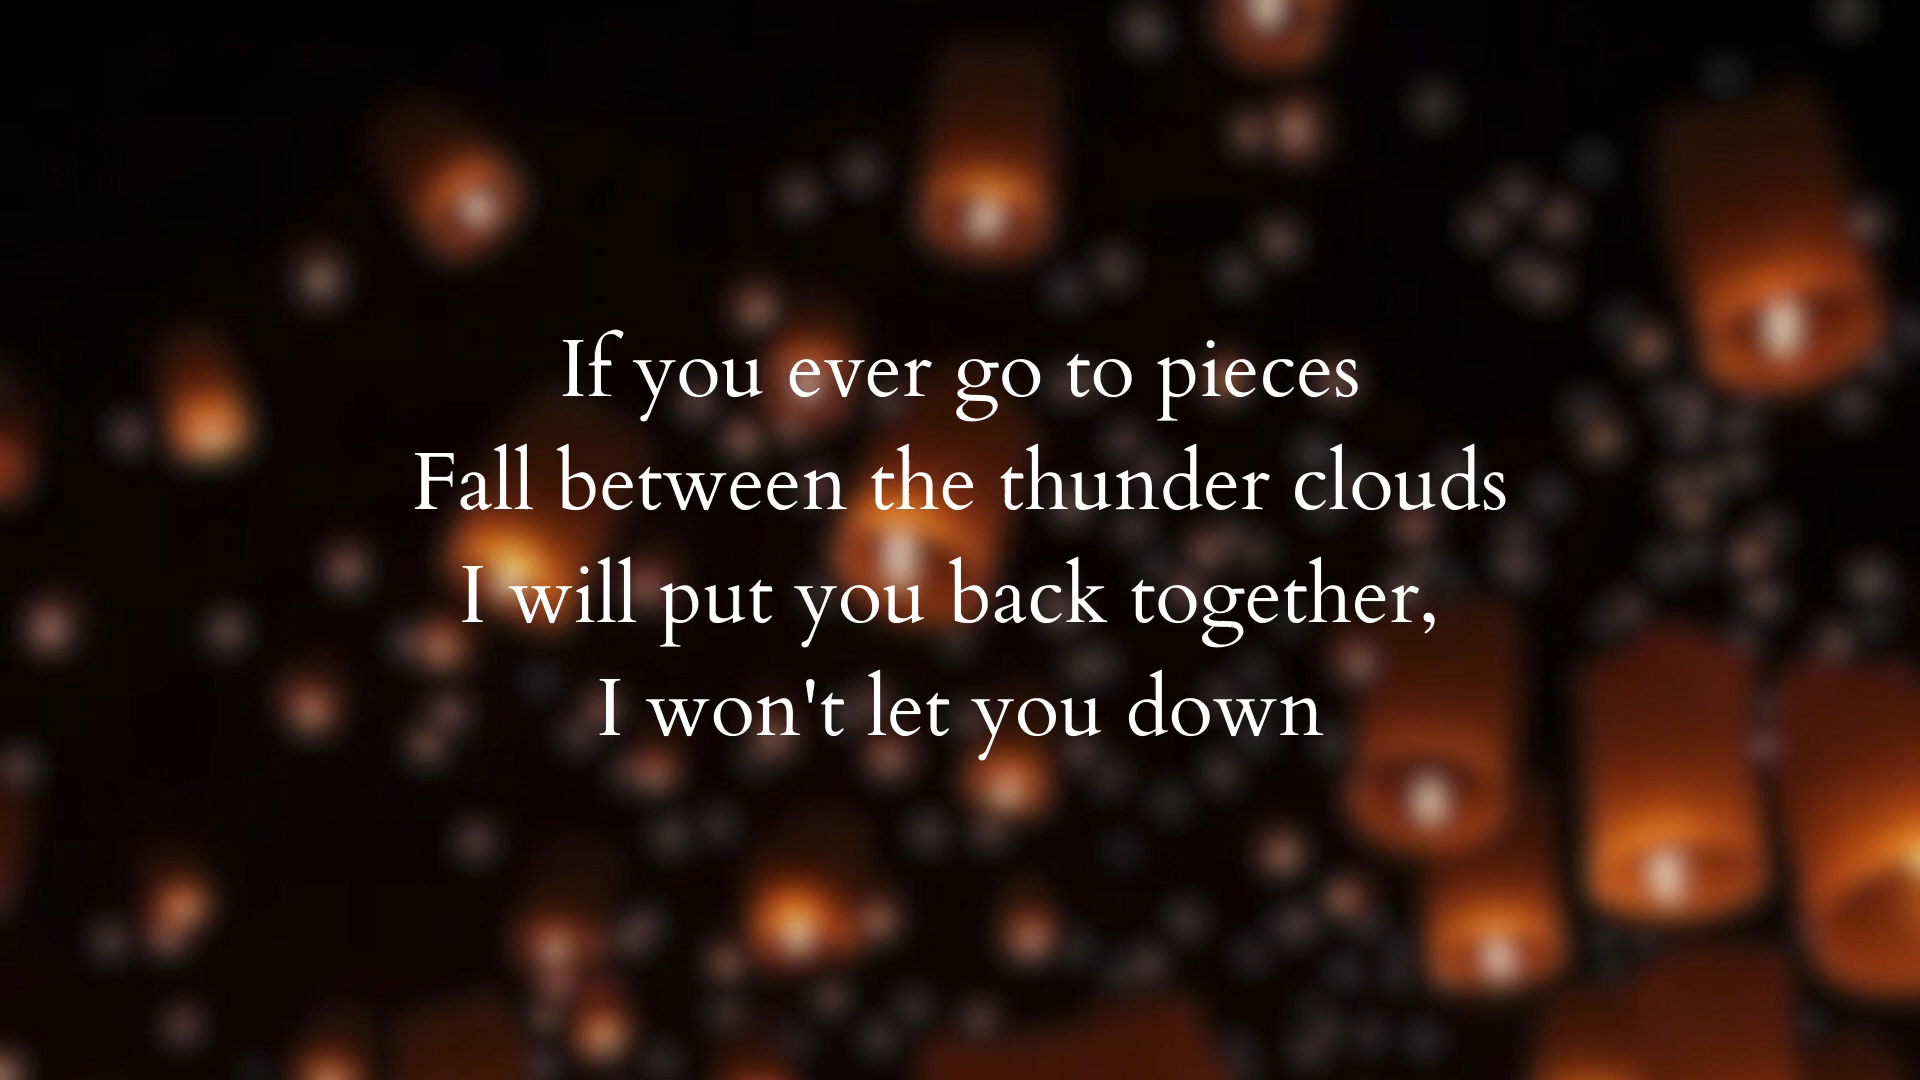 If you ever go to pieces
Fall between the thunder clouds
I will put you back together,
I won't let you down